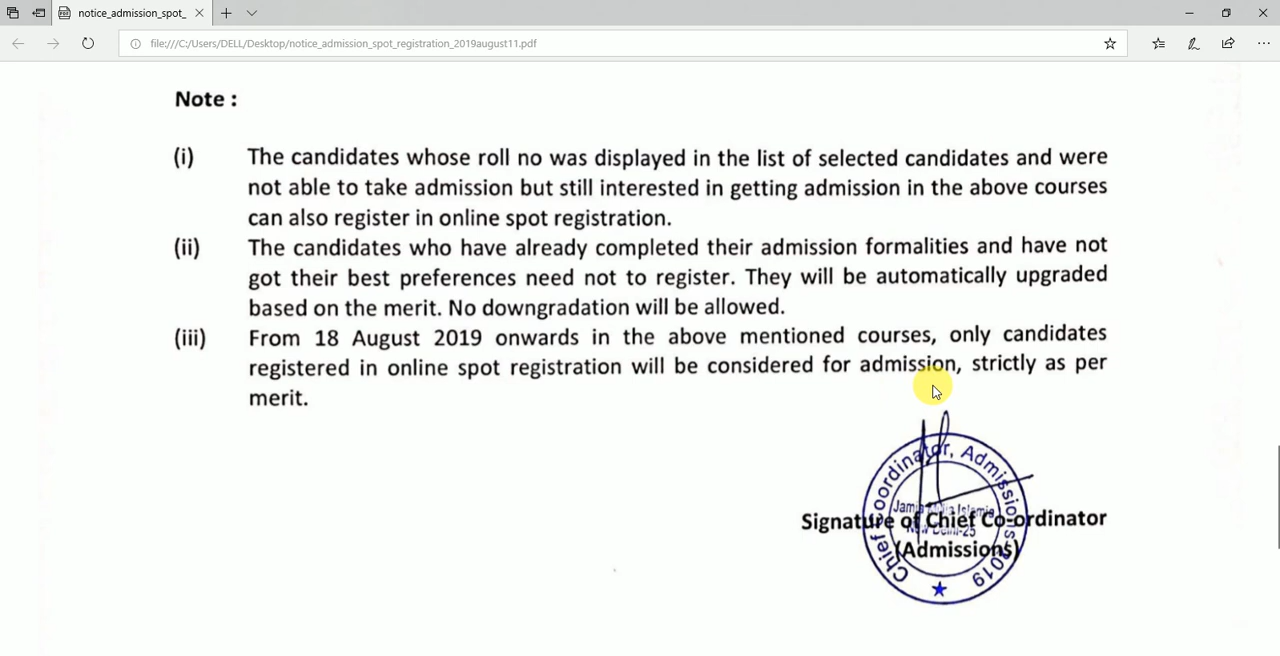 notice_admission_spot_
file:///C:/Users/DELL/Desktop/notice_admission_spot_registration_2019august11.pdf
Note :
(i) The candidates whose roll no was displayed in the list of selected candidates and were
not able to take admission but still interested in getting admission in the above courses
can also register in online spot registration.
(ii) The candidates who have already completed their admission formalities and have not
got their best preferences need not to register. They will be automatically upgraded
based on the merit. No downgradation will be allowed.
(iii) From 18 August 2019 onwards in the above mentioned courses, only candidates
registered in online spot registration will be considered for admission, strictly as per
merit.
Chief Coordinator, Admissions 2019
Signature of Chief Co-ordinator
(Admissions)